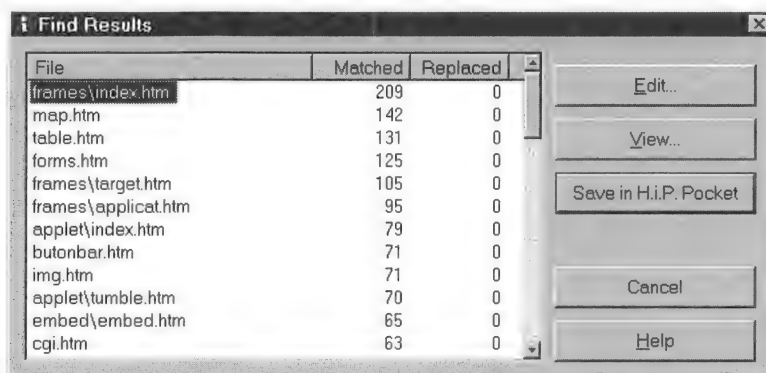 Find Results
File Matched Replaced
frames\index.htm 209 0
map.htm 142 0
table.htm 131 0
forms.htm 125 0
frames\target.htm 105 0
frames\applicat.htm 95 0
applet\index.htm 79 0
butonbar.htm 71 0
img.htm 71 0
applet\tumble.htm 70 0
embed\embed.htm 65 0
cgi.htm 63 0
Edit...
View...
Save in H.i.P. Pocket
Cancel
Help